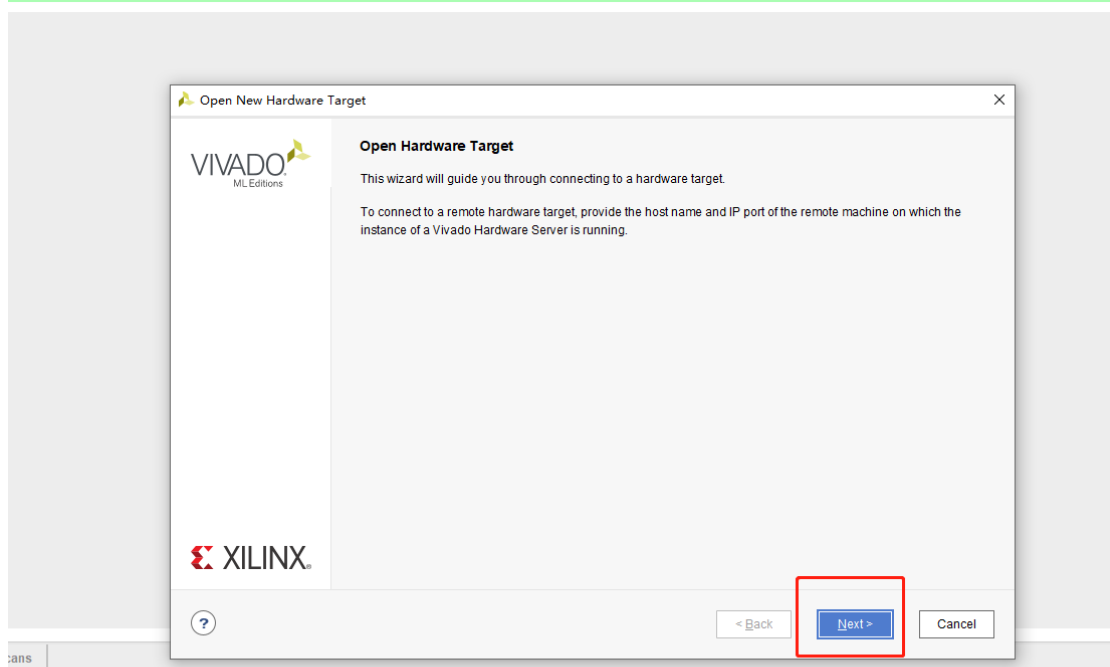 Open New Hardware Target
VIVADO.
ML Editions
Open Hardware Target
This wizard will guide you through connecting to a hardware target.
To connect to a remote hardware target, provide the host name and IP port of the remote machine on which the
instance of a Vivado Hardware Server is running.
XILINX.
?
< Back
Next >
Cancel
cans